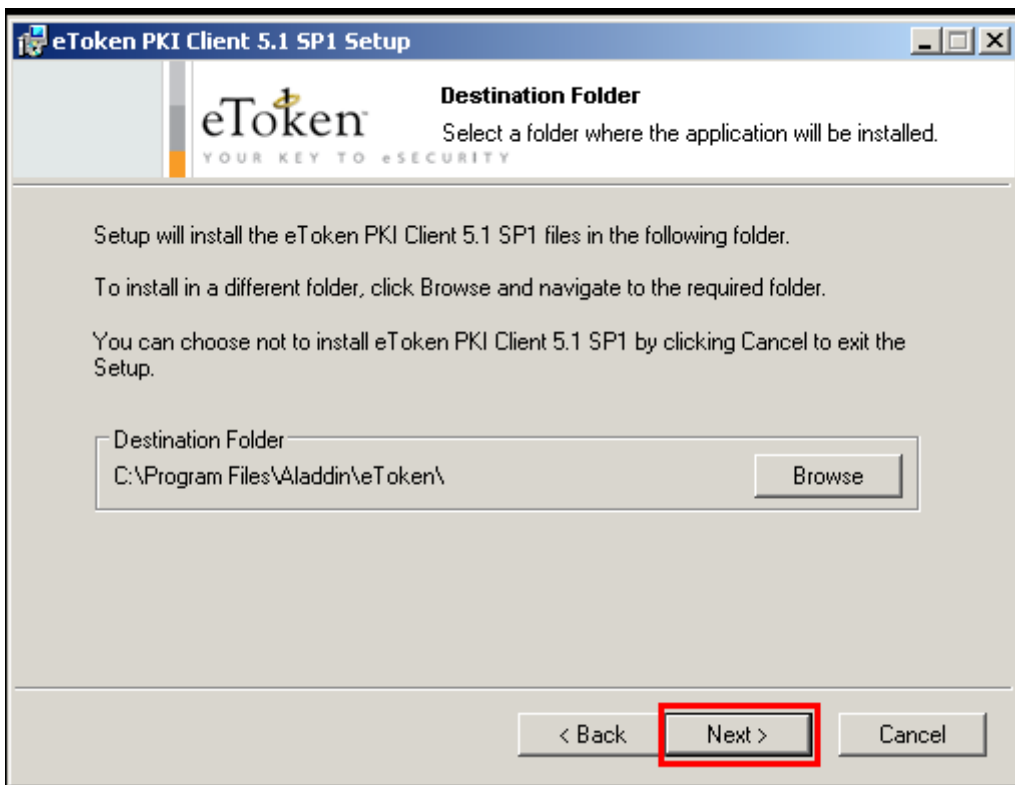 eToken PKI Client 5.1 SP1 Setup
eToken
YOUR KEY TO eSECURITY
Destination Folder
Select a folder where the application will be installed.
Setup will install the eToken PKI Client 5.1 SP1 files in the following folder.
To install in a different folder, click Browse and navigate to the required folder.
You can choose not to install eToken PKI Client 5.1 SP1 by clicking Cancel to exit the
Setup.
Destination Folder
C:\Program Files\Aladdin\eToken\
Browse
< Back
Next >
Cancel